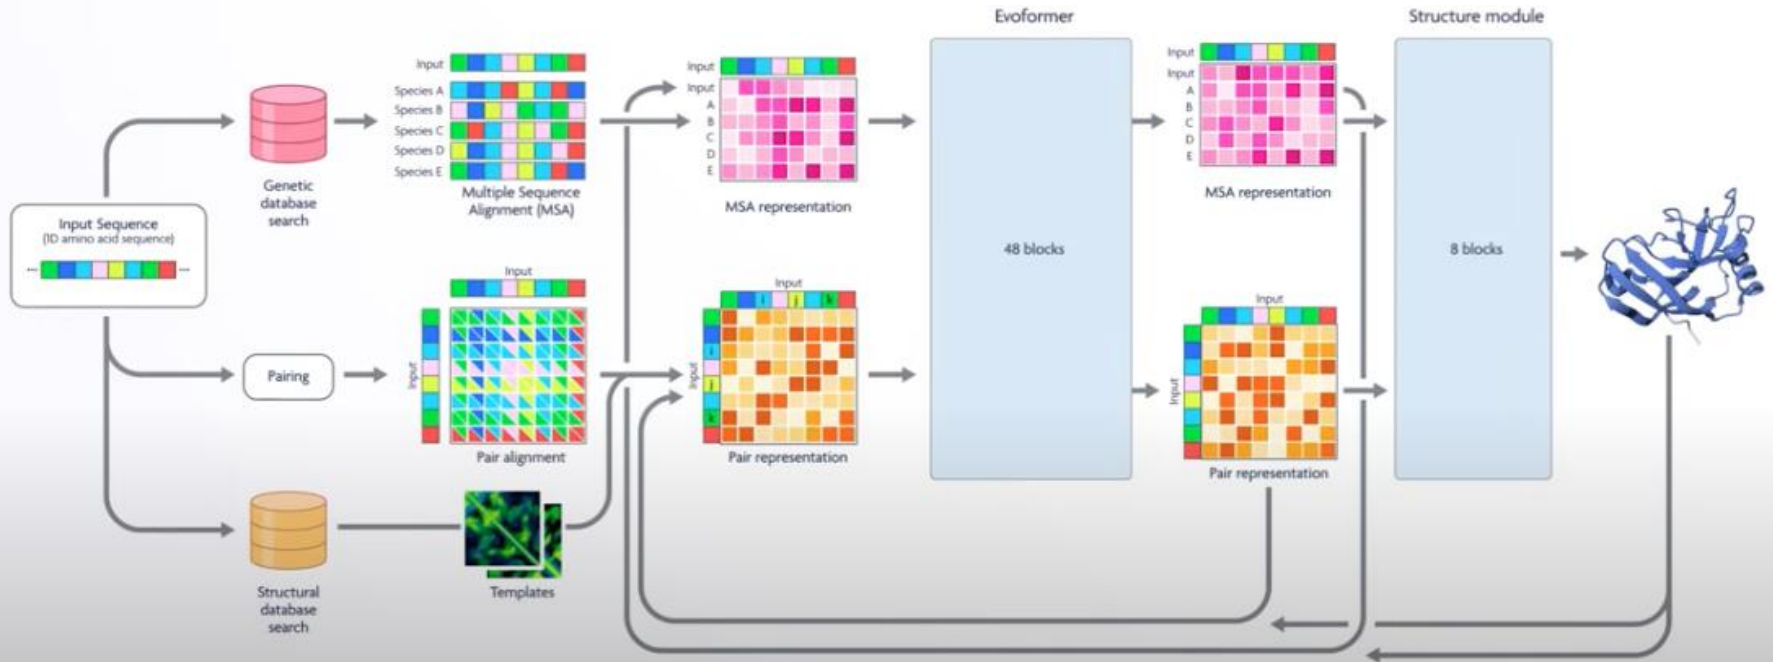 Evoformer
Structure module
Input
Species A
Species B
Species C
Species D
Species E
Multiple Sequence
Alignment (MSA)
Genetic
database
search
Input Sequence
(1D amino acid sequence)
... ...
Input
Input
A
B
C
D
E
MSA representation
48 blocks
Input
Input
A
B
C
D
E
MSA representation
8 blocks
Pairing
Input
Input
Pair alignment
Input
i j k
Input
i
j
k
Pair representation
Input
Input
Pair representation
Structural
database
search
Templates